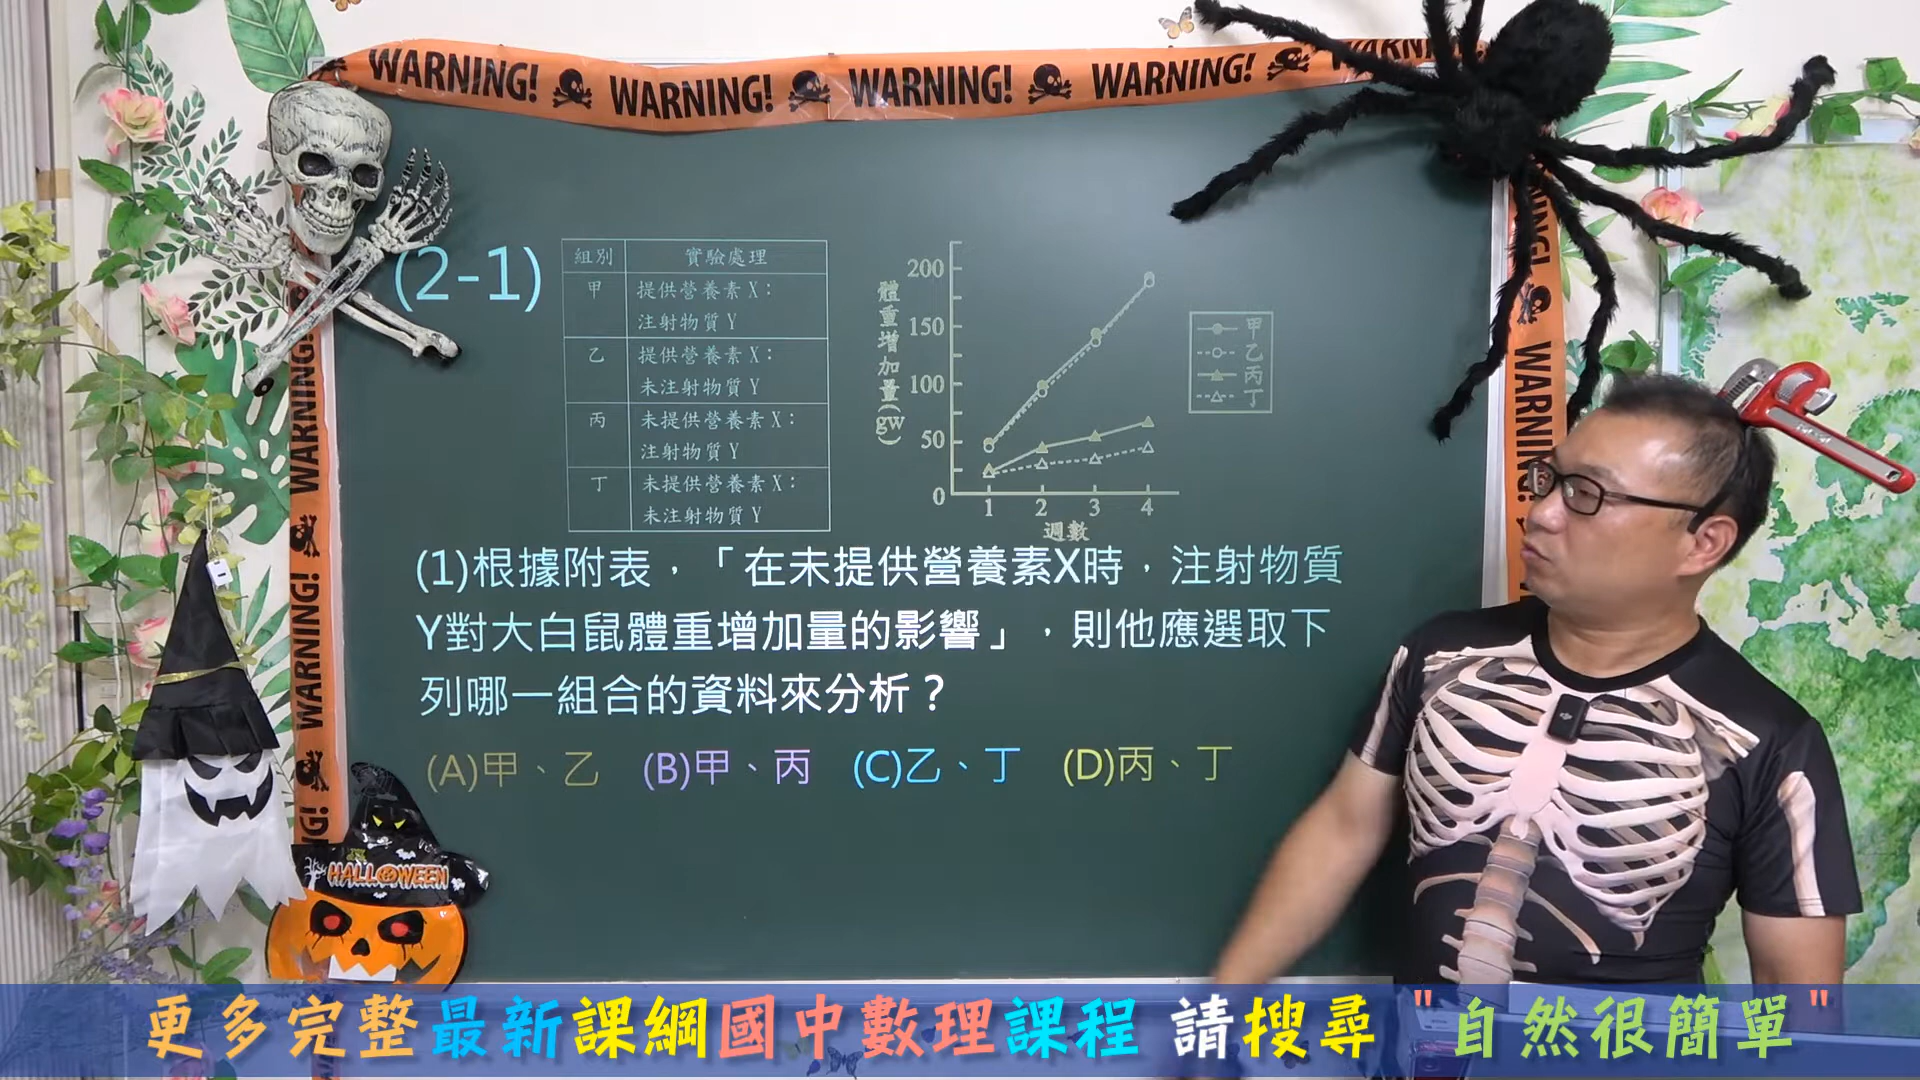 WARNING! WARNING! WARNING! WARNING! WARNING!
WARNING!
WARNING!
WARNING!
WARNING!
(2-1)
組別 實驗處理
甲 提供營養素X:
注射物質Y
乙 提供營養素X:
未注射物質Y
丙 未提供營養素X:
注射物質Y
丁 未提供營養素X:
未注射物質Y
體重增加量(gw)
200
150
100
50
0
1 2 3 4
週數
甲
乙
丙
丁
(1)根據附表,「在未提供營養素X時,注射物質
Y對大白鼠體重增加量的影響」,則他應選取下
列哪一組合的資料來分析?
(A)甲、乙 (B)甲、丙 (C)乙、丁 (D)丙、丁
HALLOWEEN
更多完整最新課綱國中數理課程 請搜尋"自然很簡單"